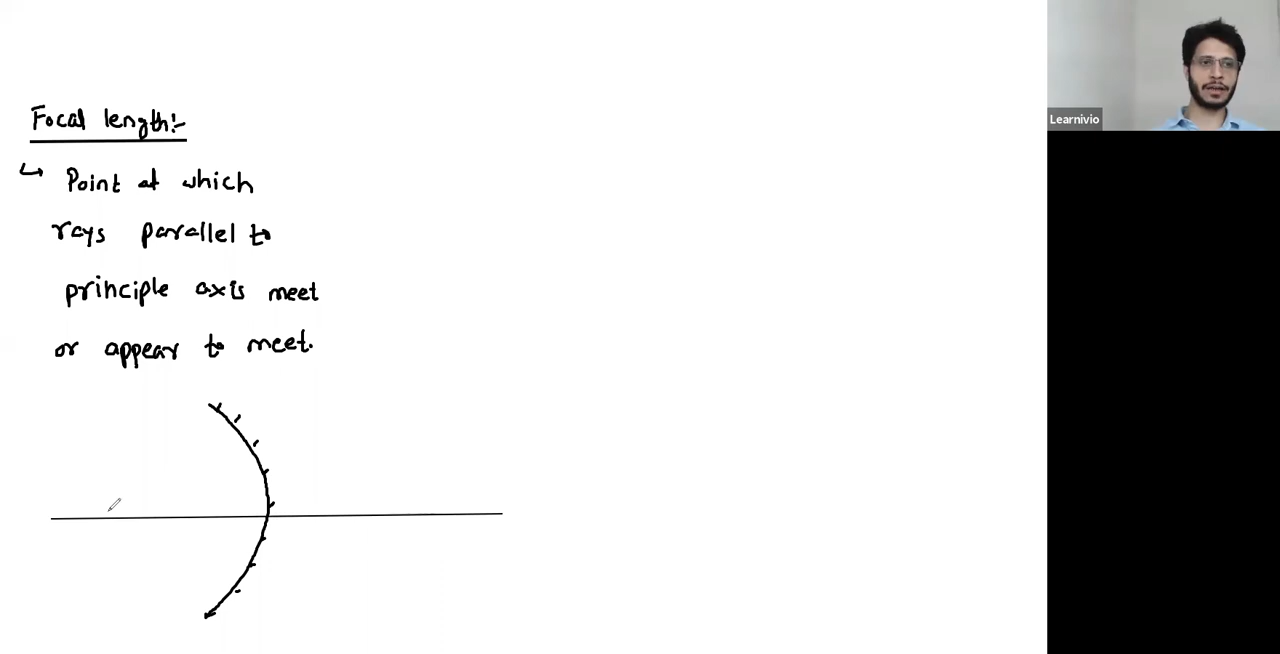 Focal length:-
↳ Point at which
rays parallel to
principle axis meet
or appear to meet.
Learnivio